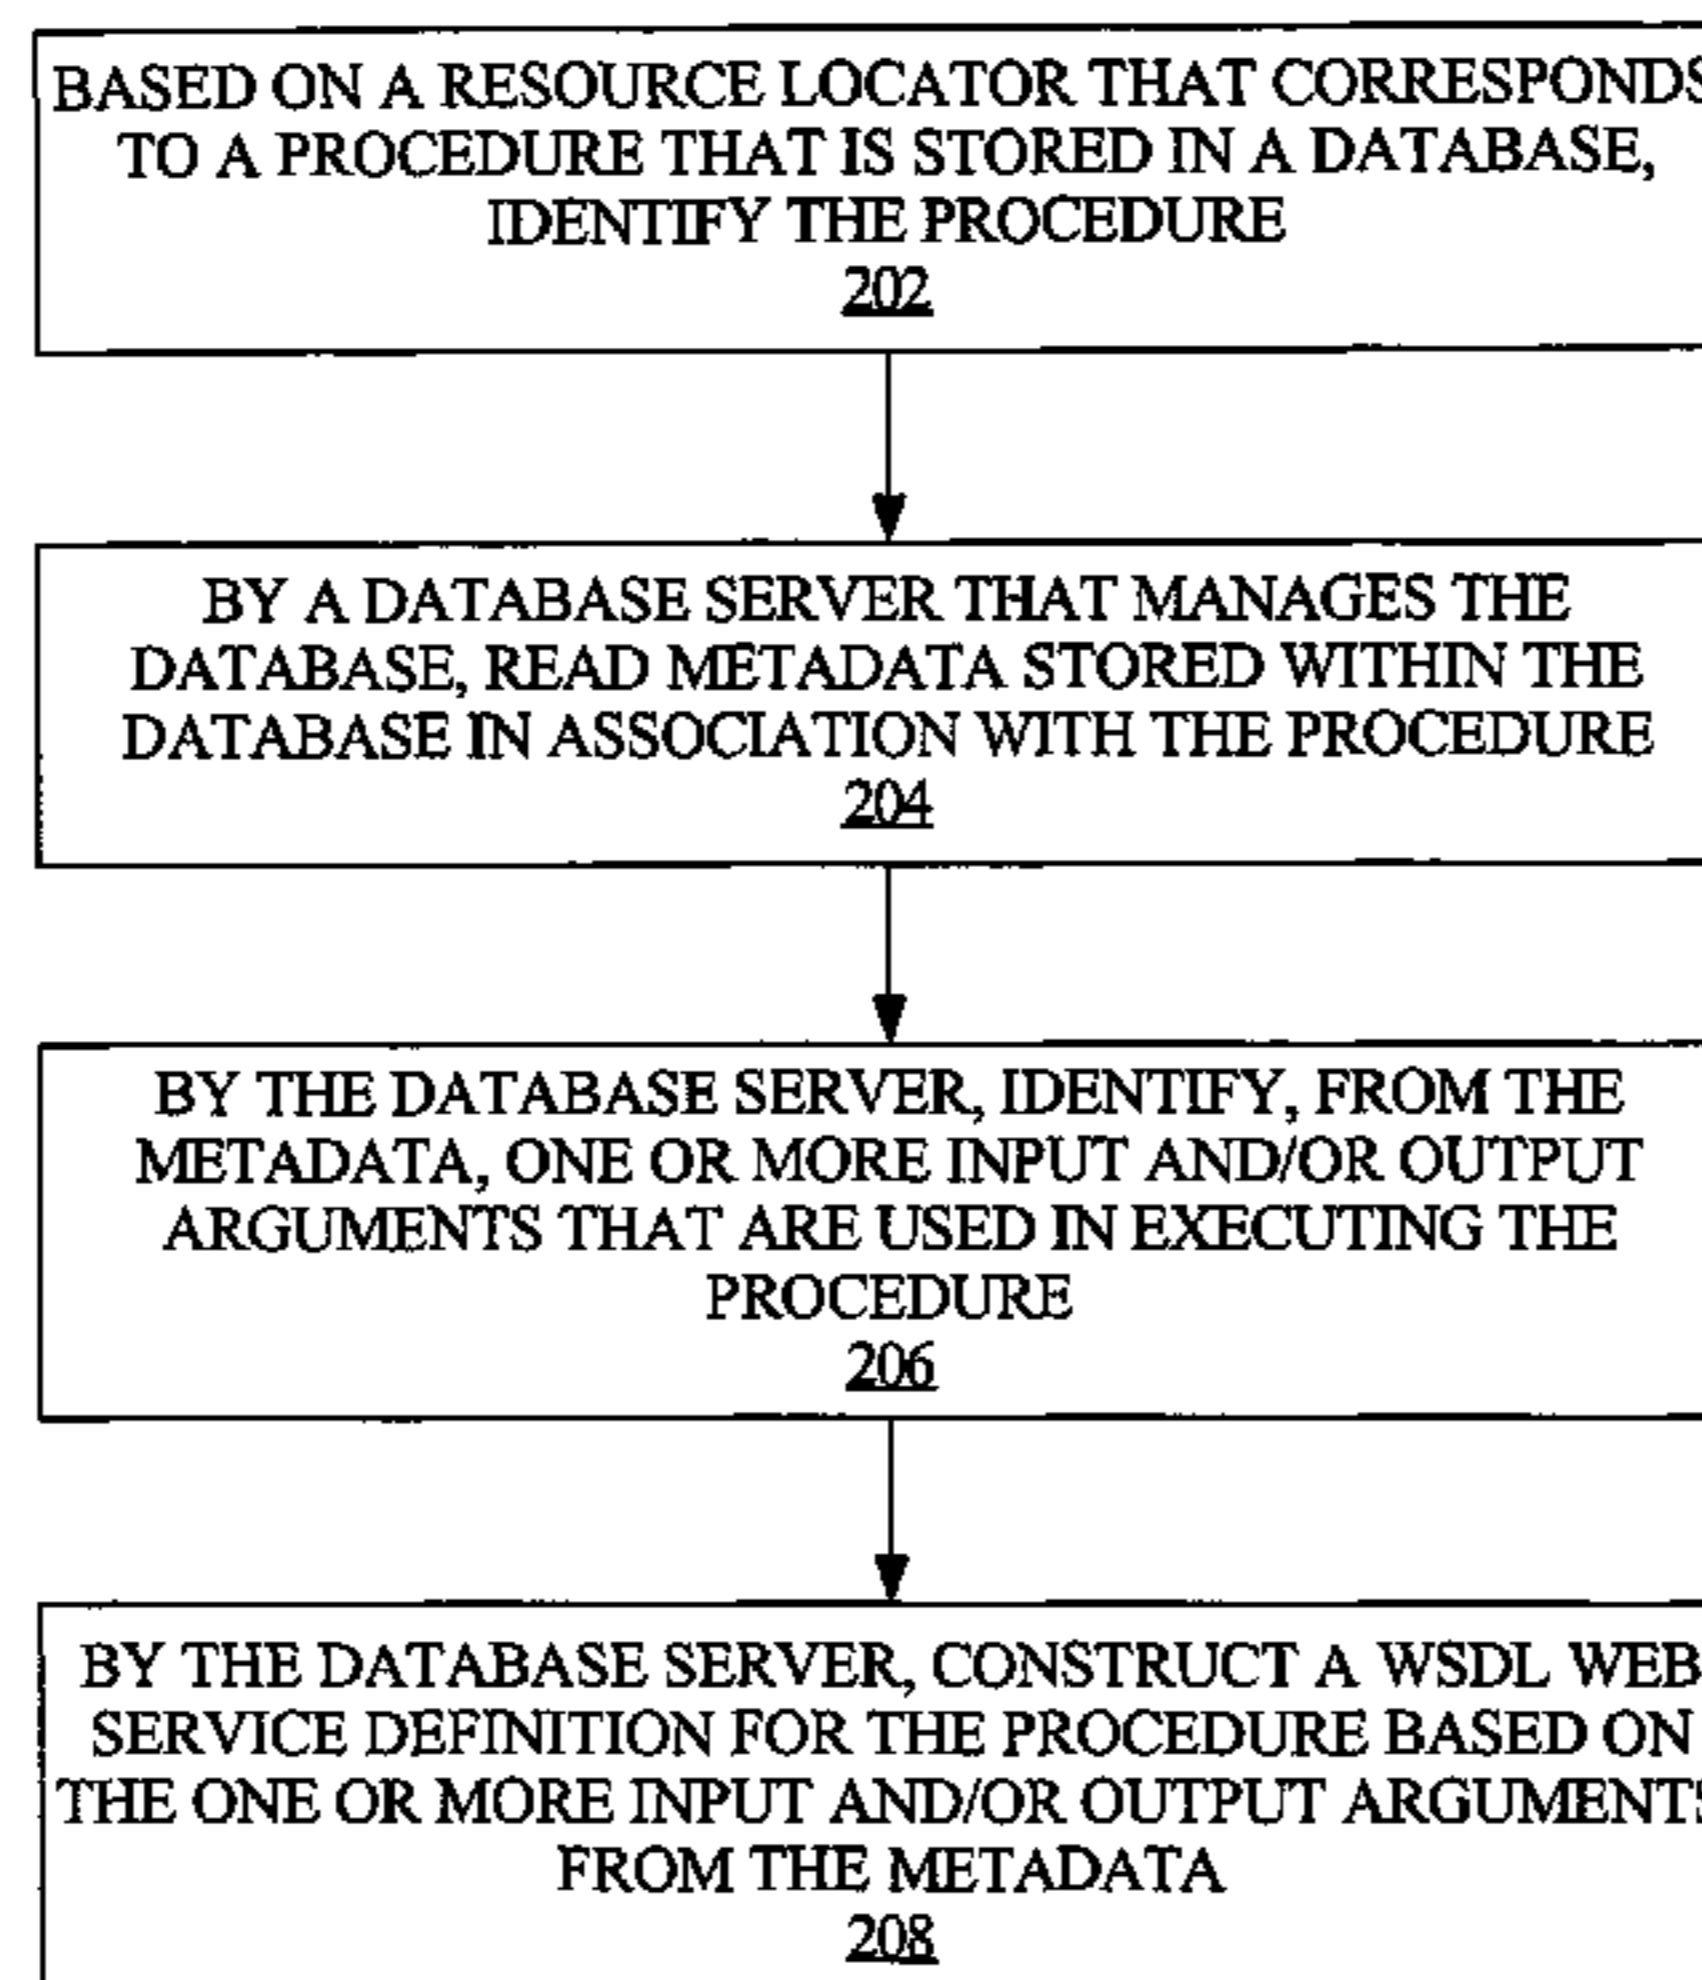 BASED ON A RESOURCE LOCATOR THAT CORRESPONDS
TO A PROCEDURE THAT IS STORED IN A DATABASE,
IDENTIFY THE PROCEDURE
202
BY A DATABASE SERVER THAT MANAGES THE
DATABASE, READ METADATA STORED WITHIN THE
DATABASE IN ASSOCIATION WITH THE PROCEDURE
204
BY THE DATABASE SERVER, IDENTIFY, FROM THE
METADATA, ONE OR MORE INPUT AND/OR OUTPUT
ARGUMENTS THAT ARE USED IN EXECUTING THE
PROCEDURE
206
BY THE DATABASE SERVER, CONSTRUCT A WSDL WEB
SERVICE DEFINITION FOR THE PROCEDURE BASED ON
THE ONE OR MORE INPUT AND/OR OUTPUT ARGUMENTS
FROM THE METADATA
208